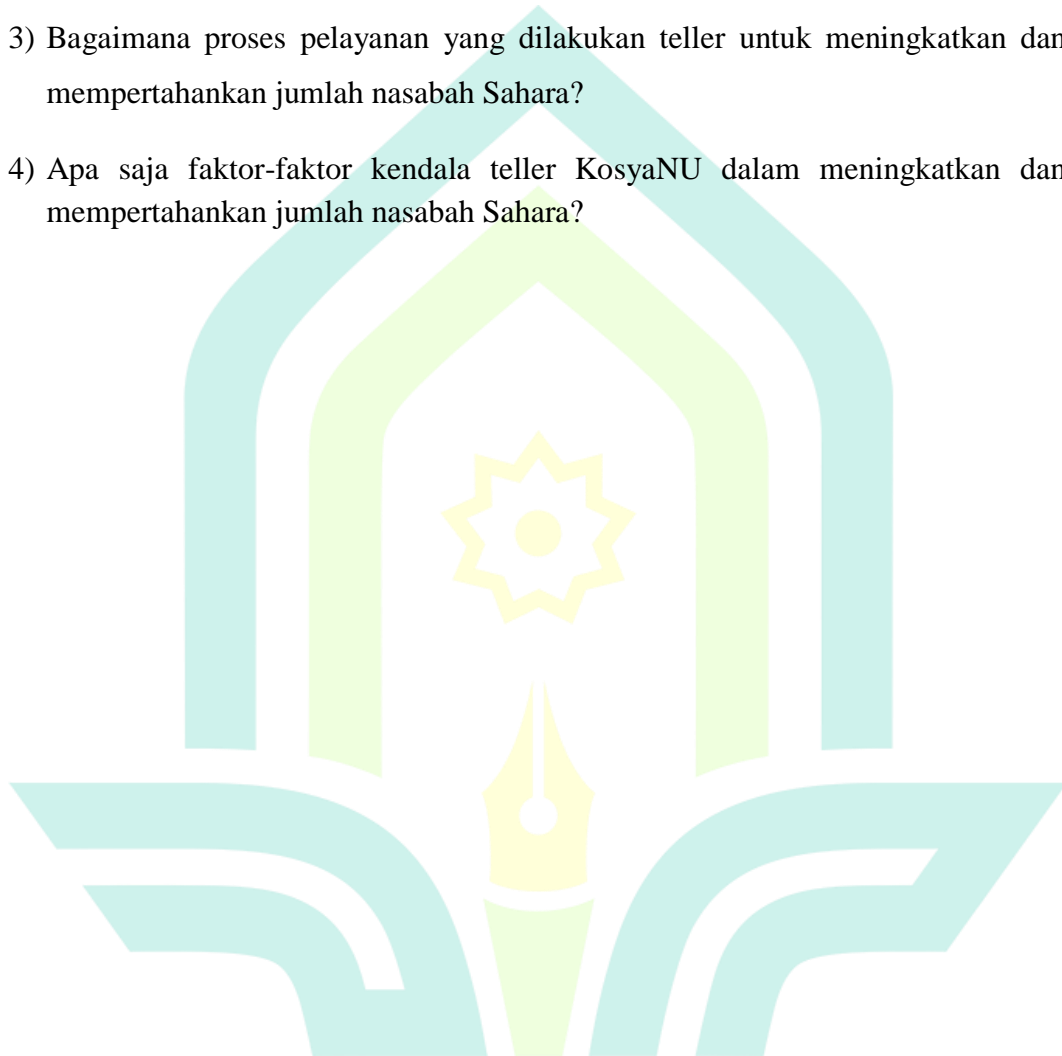 3) Bagaimana proses pelayanan yang dilakukan teller untuk meningkatkan dan
mempertahankan jumlah nasabah Sahara?
4) Apa saja faktor-faktor kendala teller KosyaNU dalam meningkatkan dan
mempertahankan jumlah nasabah Sahara?